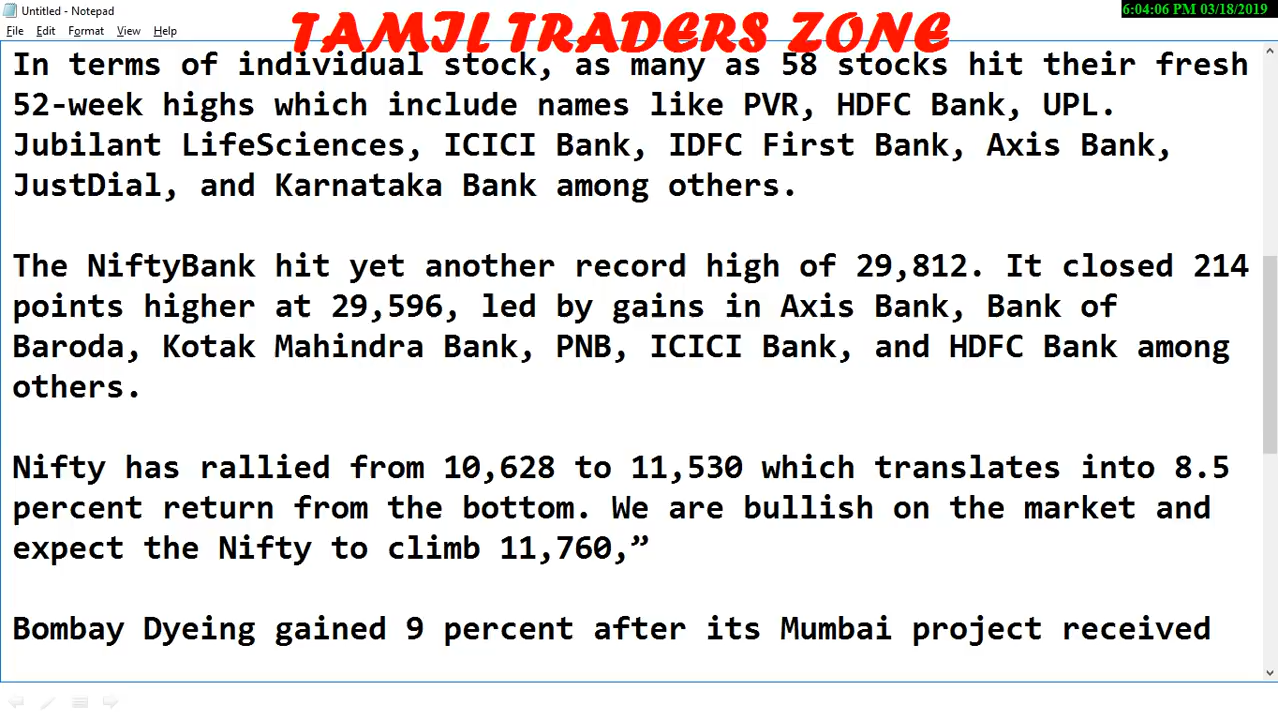 Untitled - Notepad
6:04:06 PM 03/18/2019
File Edit Format View Help
TAMIL TRADERS ZONE
In terms of individual stock, as many as 58 stocks hit their fresh
52-week highs which include names like PVR, HDFC Bank, UPL.
Jubilant LifeSciences, ICICI Bank, IDFC First Bank, Axis Bank,
JustDial, and Karnataka Bank among others.
The NiftyBank hit yet another record high of 29,812. It closed 214
points higher at 29,596, led by gains in Axis Bank, Bank of
Baroda, Kotak Mahindra Bank, PNB, ICICI Bank, and HDFC Bank among
others.
Nifty has rallied from 10,628 to 11,530 which translates into 8.5
percent return from the bottom. We are bullish on the market and
expect the Nifty to climb 11,760,”
Bombay Dyeing gained 9 percent after its Mumbai project received